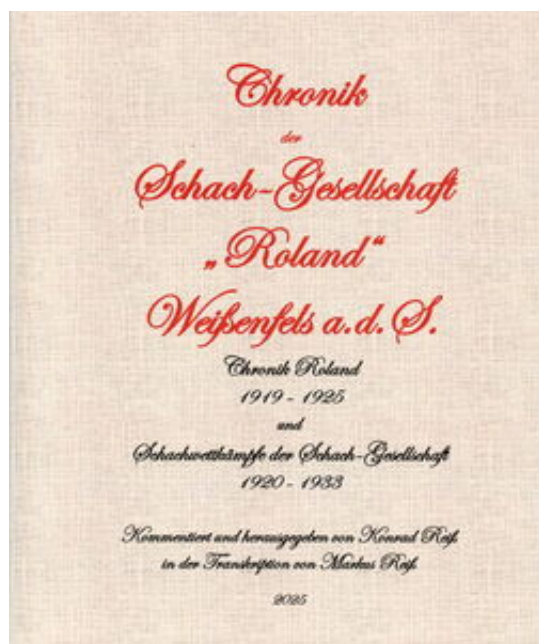 Chronik
der
Schach-Gesellschaft
„Roland“
Weißenfels a.d. S.
Chronik Roland
1919 - 1925
und
Schachwettkämpfe der Schach-Gesellschaft
1920 - 1933
Kommentiert und herausgegeben von Konrad Reiß
in der Transkription von Markus Reiß
2025